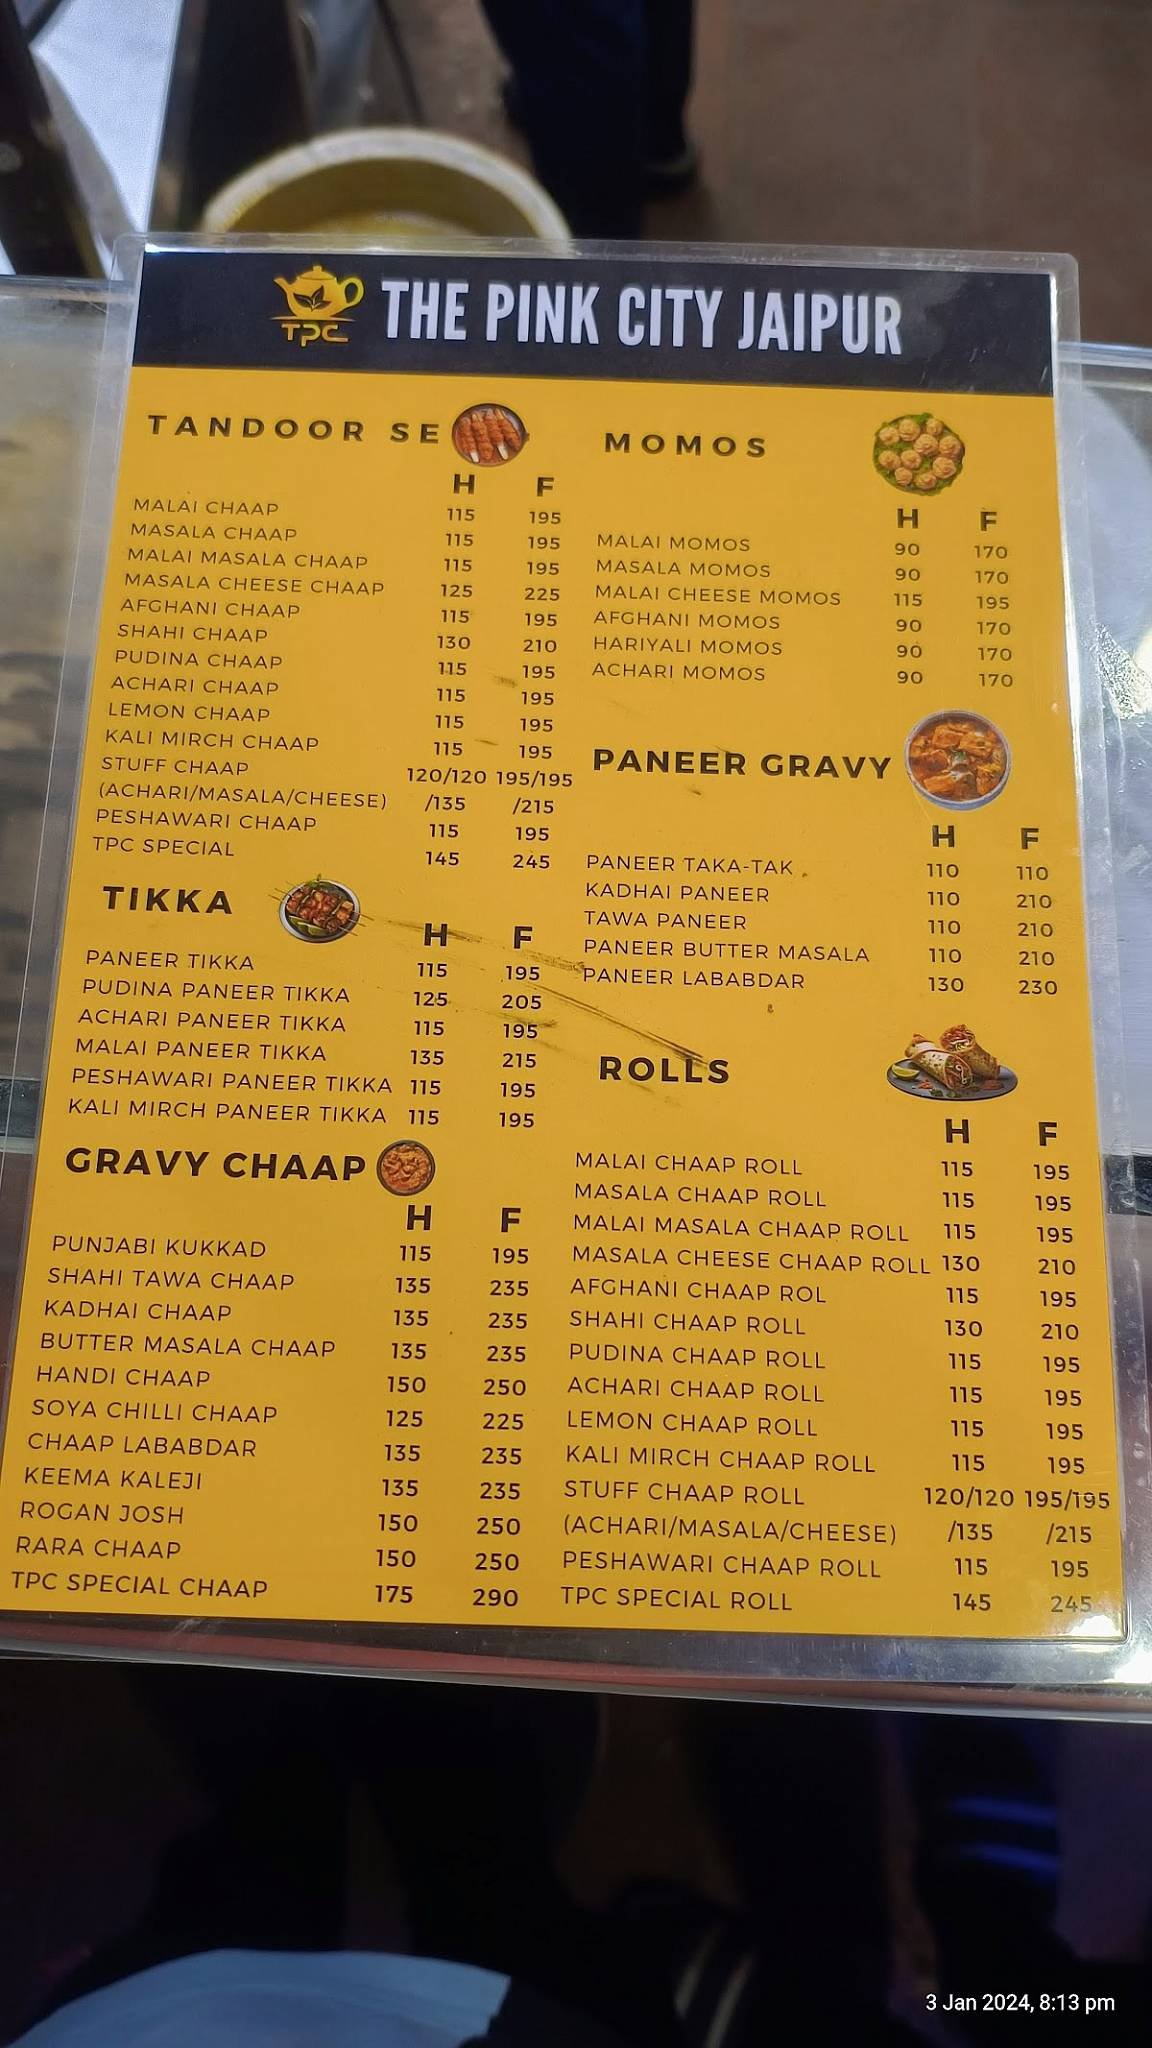 TPC
THE PINK CITY JAIPUR
TANDOOR SE
H F
MALAI CHAAP 115 195
MASALA CHAAP 115 195
MALAI MASALA CHAAP 115 195
MASALA CHEESE CHAAP 125 225
AFGHANI CHAAP 115 195
SHAHI CHAAP 130 210
PUDINA CHAAP 115 195
ACHARI CHAAP 115 195
LEMON CHAAP 115 195
KALI MIRCH CHAAP 115 195
STUFF CHAAP 120/120 195/195
(ACHARI/MASALA/CHEESE) /135 /215
PESHAWARI CHAAP 115 195
TPC SPECIAL 145 245
TIKKA
H F
PANEER TIKKA 115 195
PUDINA PANEER TIKKA 125 205
ACHARI PANEER TIKKA 115 195
MALAI PANEER TIKKA 135 215
PESHAWARI PANEER TIKKA 115 195
KALI MIRCH PANEER TIKKA 115 195
GRAVY CHAAP
H F
PUNJABI KUKKAD 115 195
SHAHI TAWA CHAAP 135 235
KADHAI CHAAP 135 235
BUTTER MASALA CHAAP 135 235
HANDI CHAAP 150 250
SOYA CHILLI CHAAP 125 225
CHAAP LABABDAR 135 235
KEEMA KALEJI 135 235
ROGAN JOSH 150 250
RARA CHAAP 150 250
TPC SPECIAL CHAAP 175 290
MOMOS
H F
MALAI MOMOS 90 170
MASALA MOMOS 90 170
MALAI CHEESE MOMOS 115 195
AFGHANI MOMOS 90 170
HARIYALI MOMOS 90 170
ACHARI MOMOS 90 170
PANEER GRAVY
H F
PANEER TAKA-TAK 110 110
KADHAI PANEER 110 210
TAWA PANEER 110 210
PANEER BUTTER MASALA 110 210
PANEER LABABDAR 130 230
ROLLS
H F
MALAI CHAAP ROLL 115 195
MASALA CHAAP ROLL 115 195
MALAI MASALA CHAAP ROLL 115 195
MASALA CHEESE CHAAP ROLL 130 210
AFGHANI CHAAP ROL 115 195
SHAHI CHAAP ROLL 130 210
PUDINA CHAAP ROLL 115 195
ACHARI CHAAP ROLL 115 195
LEMON CHAAP ROLL 115 195
KALI MIRCH CHAAP ROLL 115 195
STUFF CHAAP ROLL 120/120 195/195
(ACHARI/MASALA/CHEESE) /135 /215
PESHAWARI CHAAP ROLL 115 195
TPC SPECIAL ROLL 145 245
3 Jan 2024, 8:13 pm